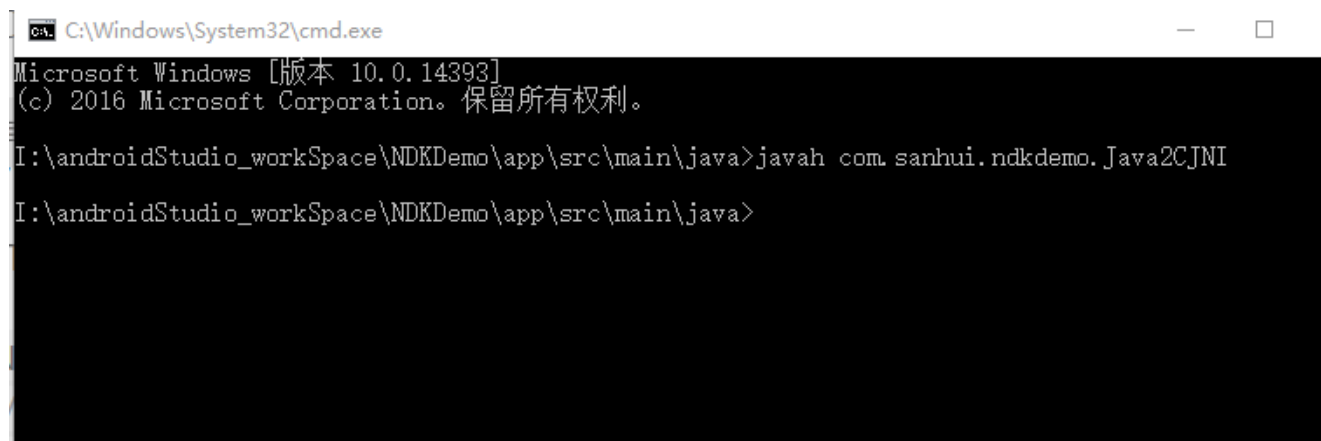 C:\Windows\System32\cmd.exe
Microsoft Windows [版本 10.0.14393]
(c) 2016 Microsoft Corporation。保留所有权利。
I:\androidStudio_workSpace\NDKDemo\app\src\main\java>javah com.sanhui.ndkdemo.Java2CJNI
I:\androidStudio_workSpace\NDKDemo\app\src\main\java>